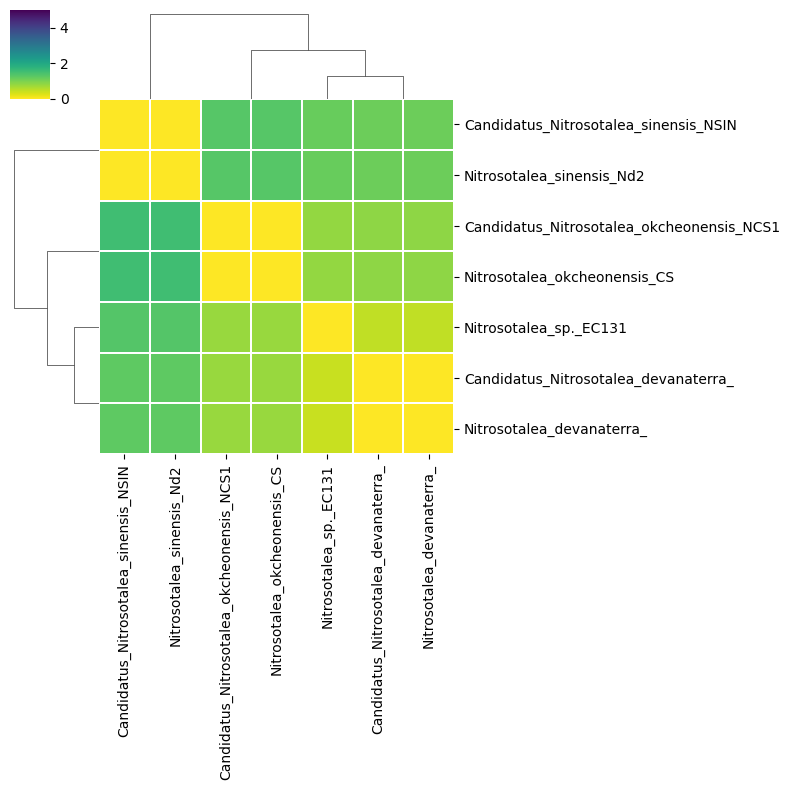 4
2
0
Candidatus_Nitrosotalea_sinensis_NSIN
Nitrosotalea_sinensis_Nd2
Candidatus_Nitrosotalea_okcheonensis_NCS1
Nitrosotalea_okcheonensis_CS
Nitrosotalea_sp._EC131
Candidatus_Nitrosotalea_devanaterra_
Nitrosotalea_devanaterra_
Candidatus_Nitrosotalea_sinensis_NSIN
Nitrosotalea_sinensis_Nd2
Candidatus_Nitrosotalea_okcheonensis_NCS1
Nitrosotalea_okcheonensis_CS
Nitrosotalea_sp._EC131
Candidatus_Nitrosotalea_devanaterra_
Nitrosotalea_devanaterra_